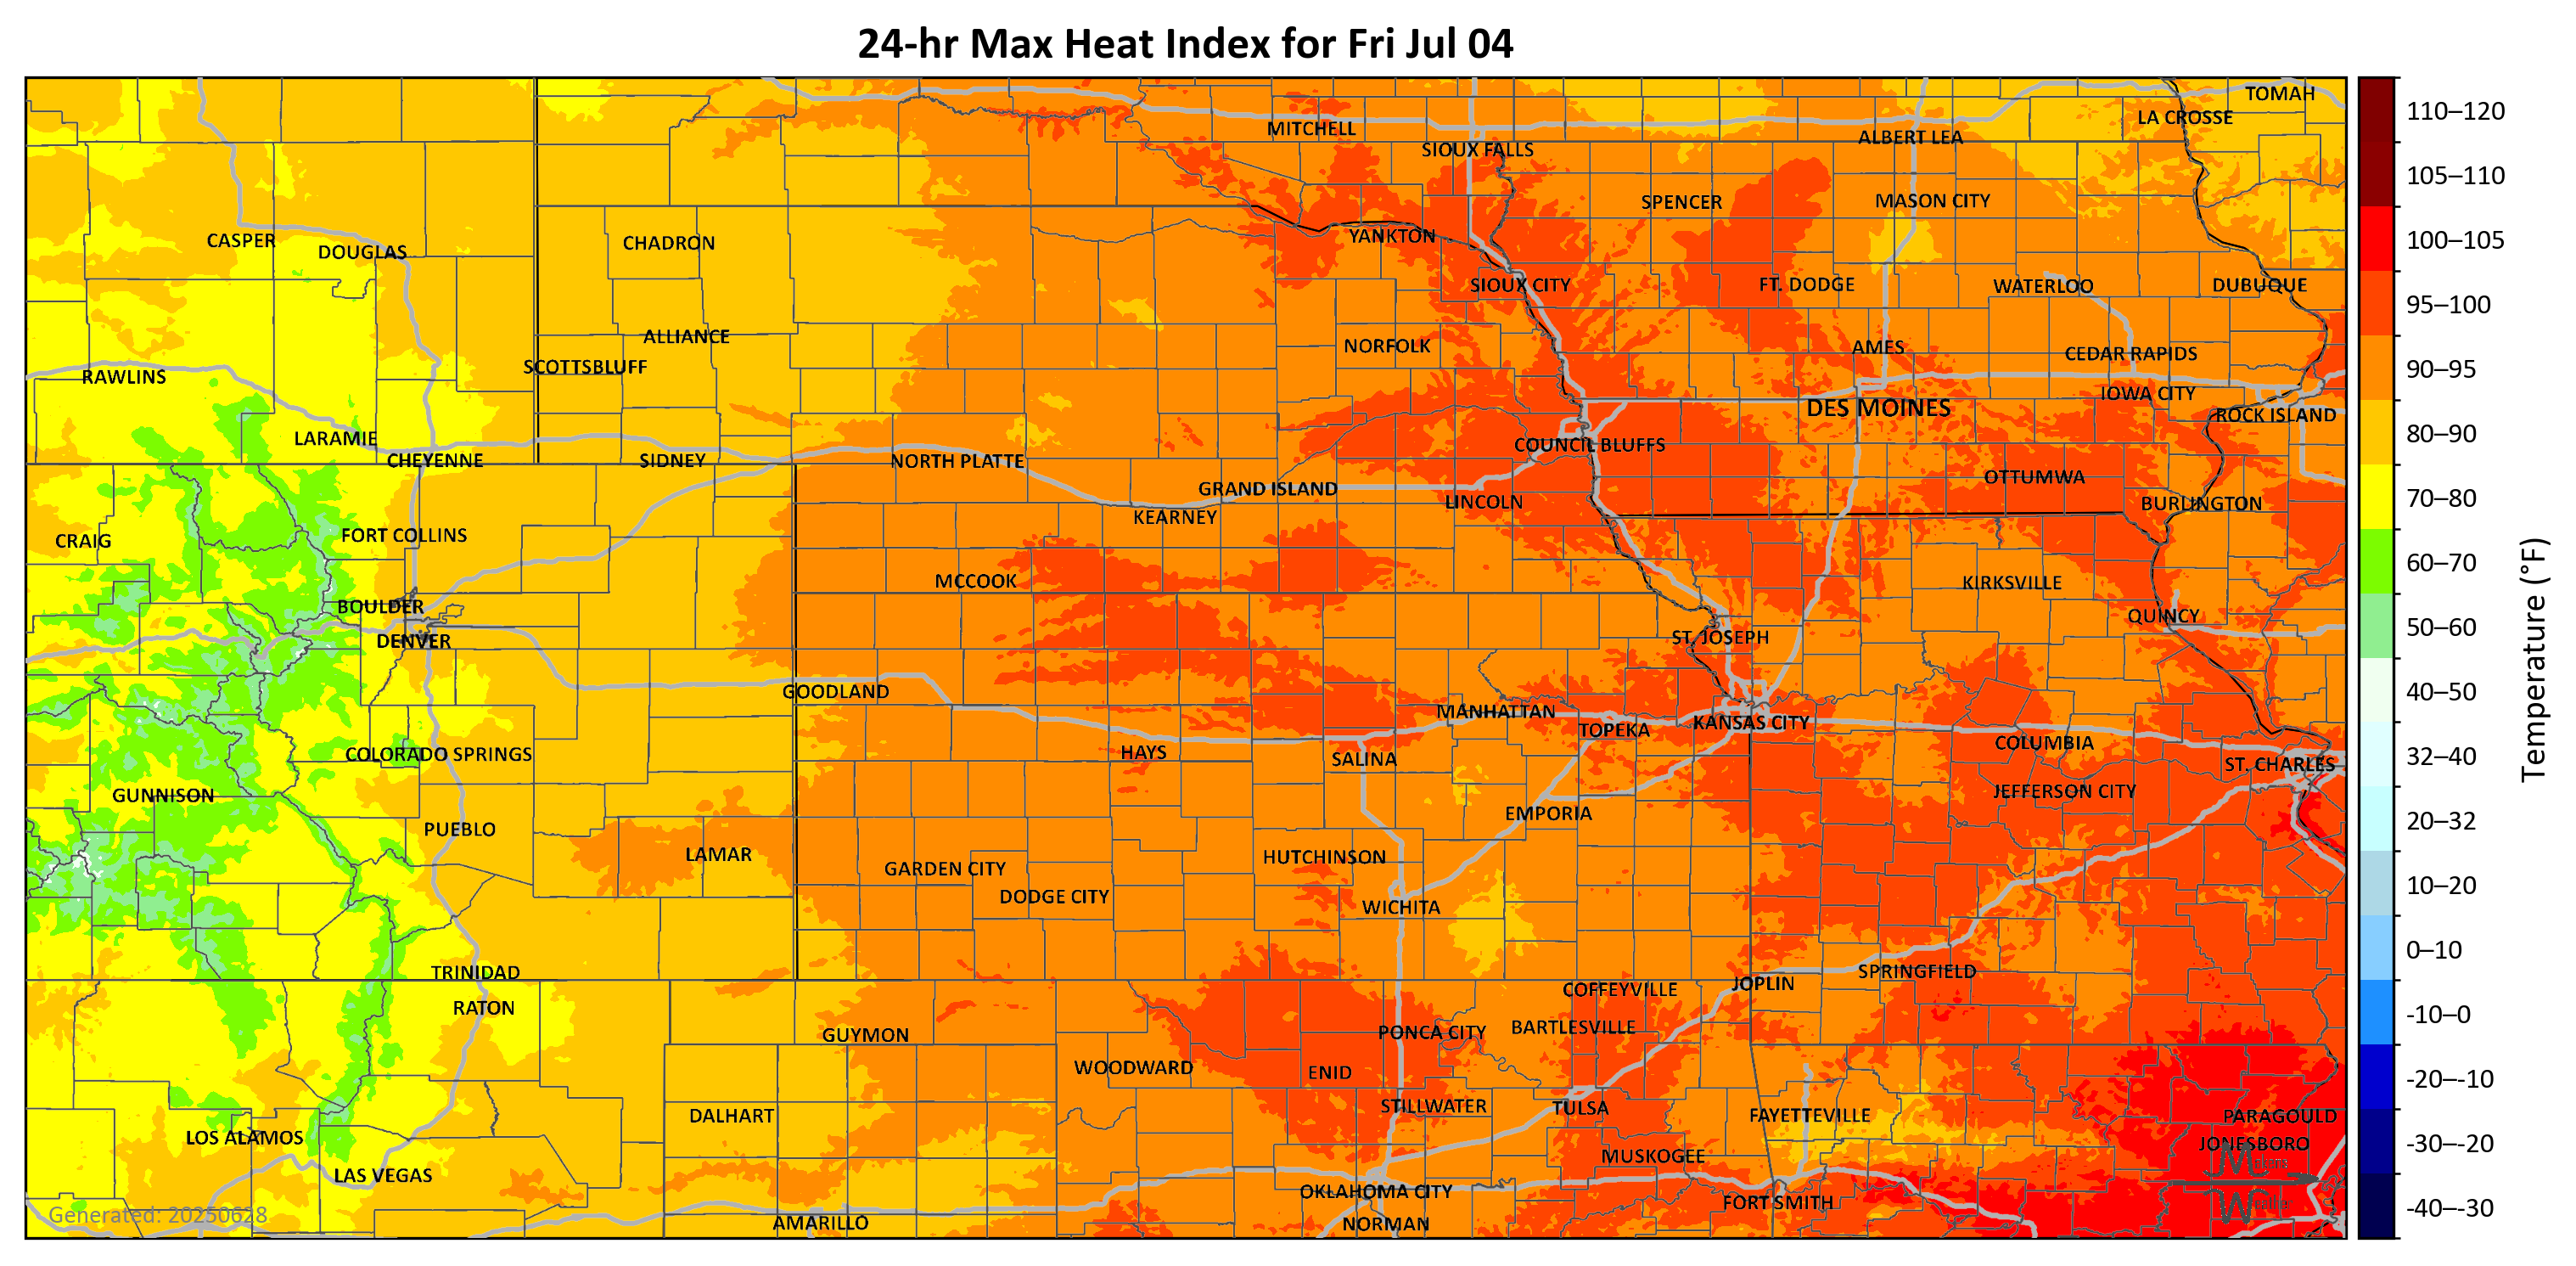 24-hr Max Heat Index for Fri Jul 04
TOMAH
LA CROSSE
MITCHELL
ALBERT LEA
SIOUX FALLS
SPENCER
MASON CITY
CASPER
DOUGLAS
CHADRON
YANKTON
SIOUX CITY
FT. DODGE
WATERLOO
DUBUQUE
ALLIANCE
NORFOLK
AMES
CEDAR RAPIDS
SCOTTSBLUFF
RAWLINS
IOWA CITY
DES MOINES
ROCK ISLAND
LARAMIE
COUNCIL BLUFFS
CHEYENNE
SIDNEY
NORTH PLATTE
OTTUMWA
GRAND ISLAND
LINCOLN
BURLINGTON
KEARNEY
FORT COLLINS
CRAIG
MCCOOK
KIRKSVILLE
BOULDER
QUINCY
DENVER
ST. JOSEPH
GOODLAND
MANHATTAN
KANSAS CITY
TOPEKA
COLUMBIA
COLORADO SPRINGS
HAYS
SALINA
ST. CHARLES
GUNNISON
JEFFERSON CITY
EMPORIA
PUEBLO
LAMAR
HUTCHINSON
GARDEN CITY
DODGE CITY
WICHITA
TRINIDAD
SPRINGFIELD
JOPLIN
COFFEYVILLE
RATON
GUYMON
PONCA CITY
BARTLESVILLE
WOODWARD
ENID
STILLWATER
TULSA
DALHART
FAYETTEVILLE
PARAGOULD
LOS ALAMOS
JONESBORO
MUSKOGEE
LAS VEGAS
OKLAHOMA CITY
FORT SMITH
AMARILLO
NORMAN
Generated: 20250628
110–120
105–110
100–105
95–100
90–95
80–90
70–80
60–70
50–60
40–50
32–40
20–32
10–20
0–10
-10–0
-20–-10
-30–-20
-40–-30
Temperature (°F)